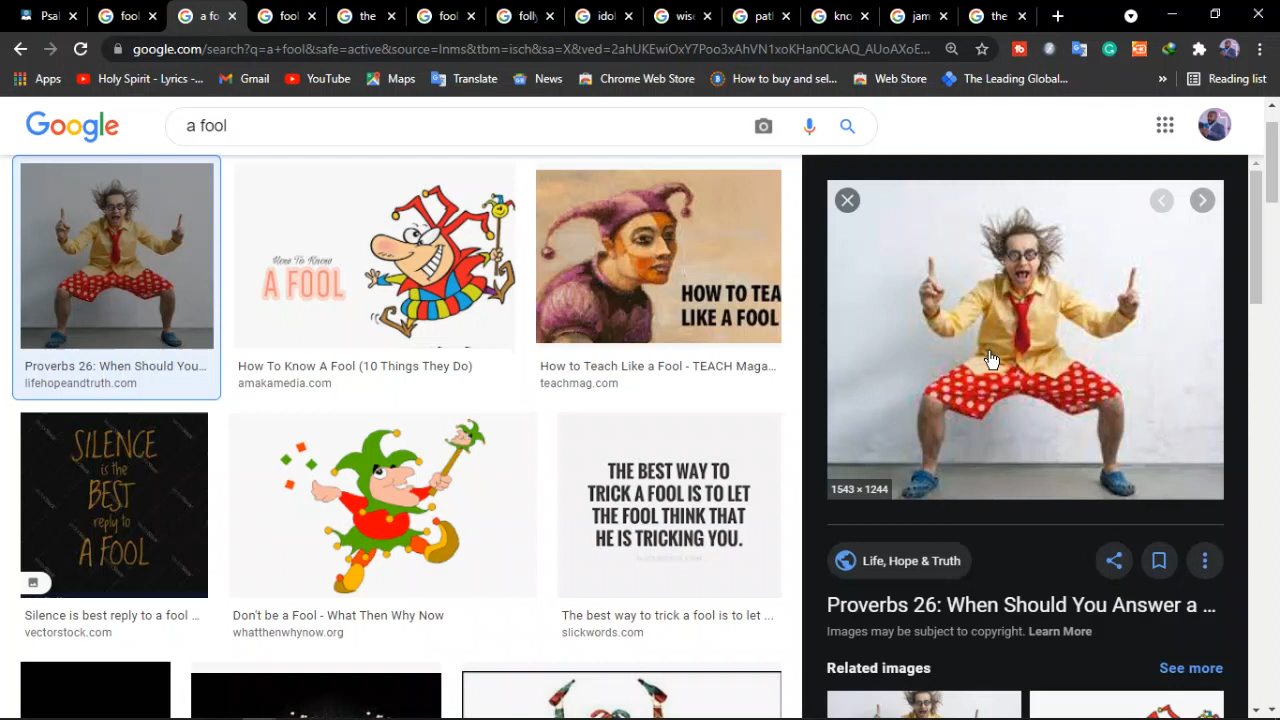 Psal
fool
a fo
fool
the
fool
folly
idol
wise
path
kno
jam
the
google.com/search?q=a+fool&safe=active&source=lnms&tbm=isch&sa=X&ved=2ahUKEwiOxY7Poo3xAhVN1xoKHan0CkAQ_AUoAXoE...
Apps
Holy Spirit - Lyrics -...
Gmail
YouTube
Maps
Translate
News
Chrome Web Store
How to buy and sel...
Web Store
The Leading Global...
»
Reading list
Google
a fool
How To Know
A FOOL
HOW TO TEA
LIKE A FOOL
Proverbs 26: When Should You...
lifehopeandtruth.com
How To Know A Fool (10 Things They Do)
amakamedia.com
How to Teach Like a Fool - TEACH Maga...
teachmag.com
SILENCE
is the
BEST
reply to
A FOOL
THE BEST WAY TO
TRICK A FOOL IS TO LET
THE FOOL THINK THAT
HE IS TRICKING YOU.
Silence is best reply to a fool ...
vectorstock.com
Don't be a Fool - What Then Why Now
whatthenwhynow.org
The best way to trick a fool is to let ...
slickwords.com
1543 × 1244
Life, Hope & Truth
Proverbs 26: When Should You Answer a ...
Images may be subject to copyright. Learn More
Related images
See more